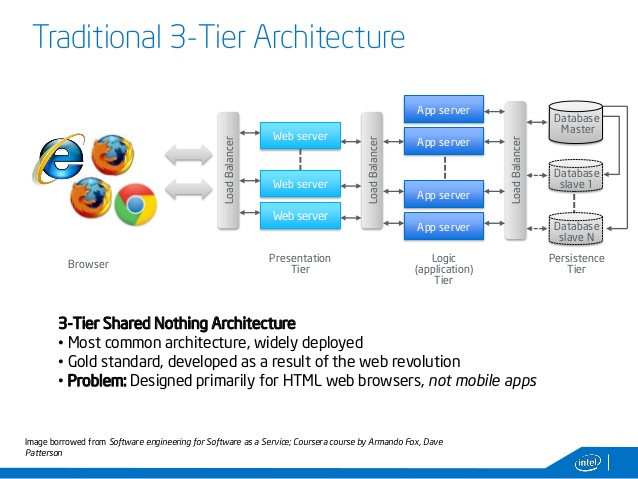 Traditional 3-Tier Architecture
App server
Database
Master
Web server
App server
Load Balancer
Load Balancer
Load Balancer
Database
slave 1
Web server
App server
Web server
App server
Database
slave N
Browser
Presentation
Tier
Logic
(application)
Tier
Persistence
Tier
3-Tier Shared Nothing Architecture
• Most common architecture, widely deployed
• Gold standard, developed as a result of the web revolution
• Problem: Designed primarily for HTML web browsers, not mobile apps
Image borrowed from Software engineering for Software as a Service; Coursera course by Armando Fox, Dave
Patterson
intel